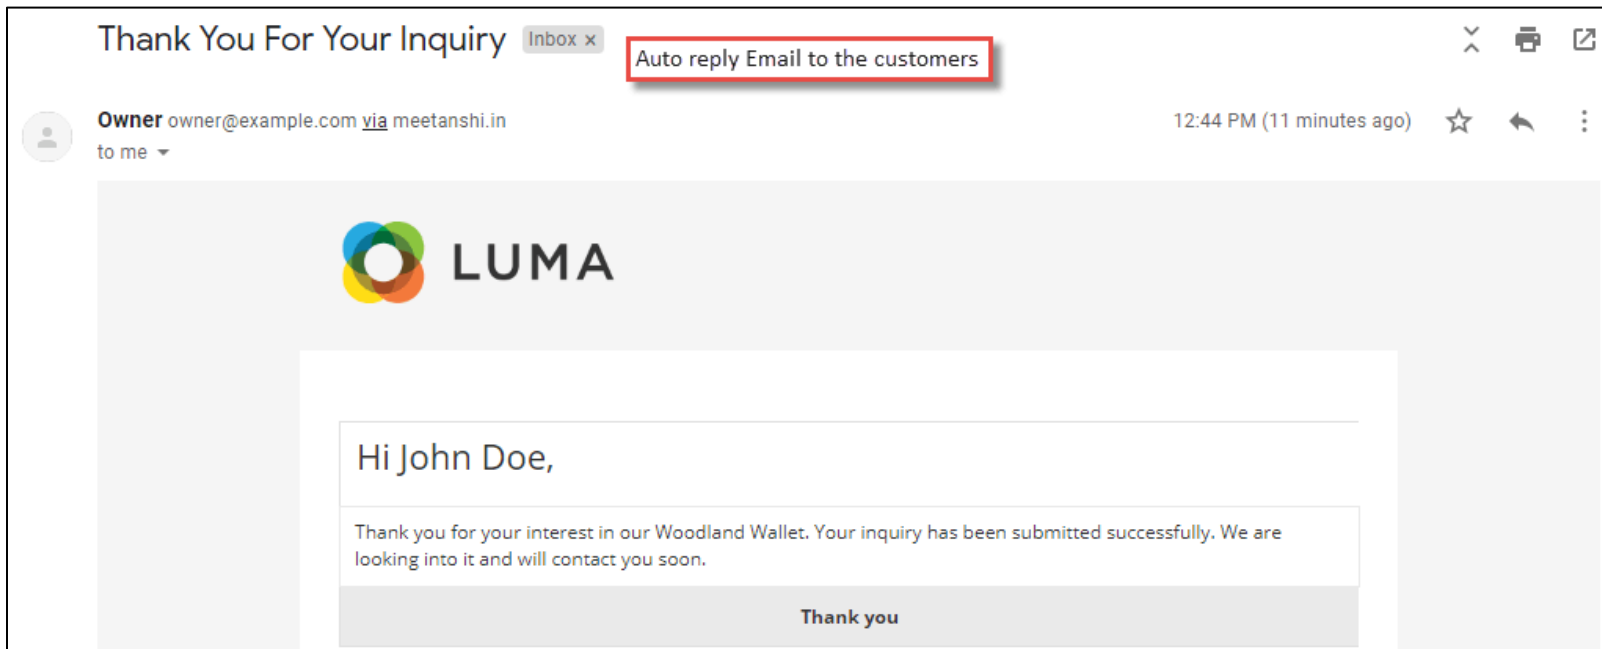 Thank You For Your Inquiry Inbox x
Auto reply Email to the customers
Owner owner@example.com via meetanshi.in 12:44 PM (11 minutes ago)
to me
LUMA
Hi John Doe,
Thank you for your interest in our Woodland Wallet. Your inquiry has been submitted successfully. We are
looking into it and will contact you soon.
Thank you